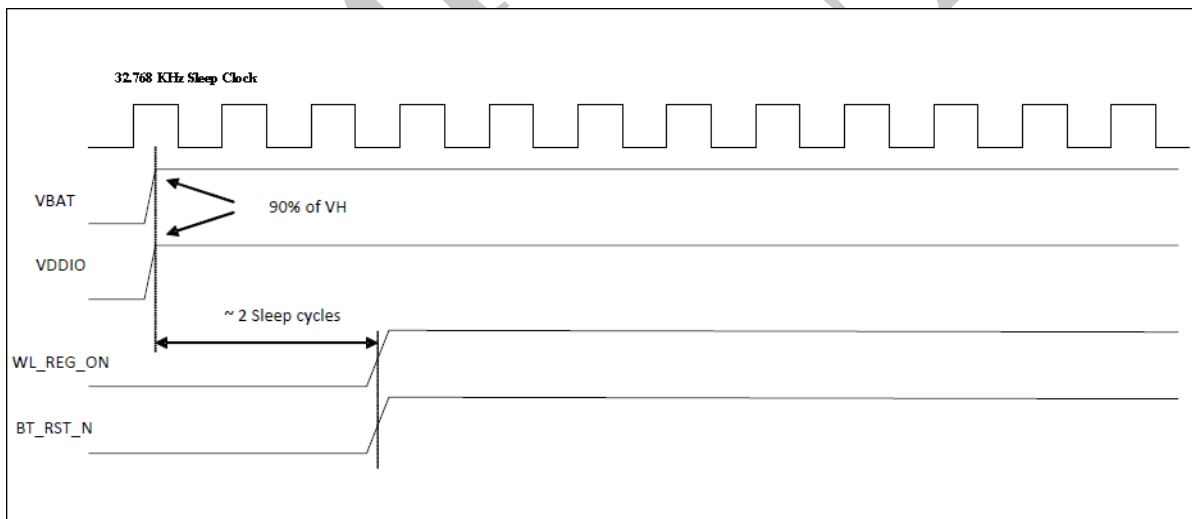 32.768 KHz Sleep Clock
VBAT
90% of VH
VDDIO
~ 2 Sleep cycles
WL_REG_ON
BT_RST_N